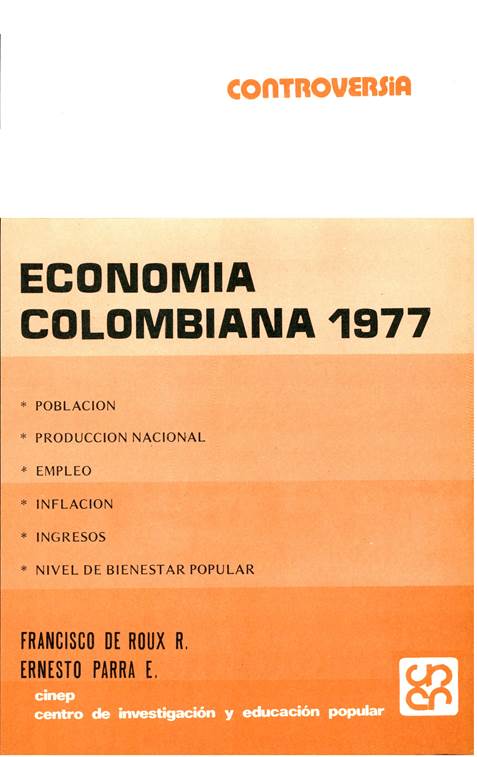 CONTROVERSiA
ECONOMIA
COLOMBIANA 1977
* POBLACION
* PRODUCCION NACIONAL
* EMPLEO
* INFLACION
* INGRESOS
* NIVEL DE BIENESTAR POPULAR
FRANCISCO DE ROUX R.
ERNESTO PARRA E.
cinep
centro de investigación y educación popular